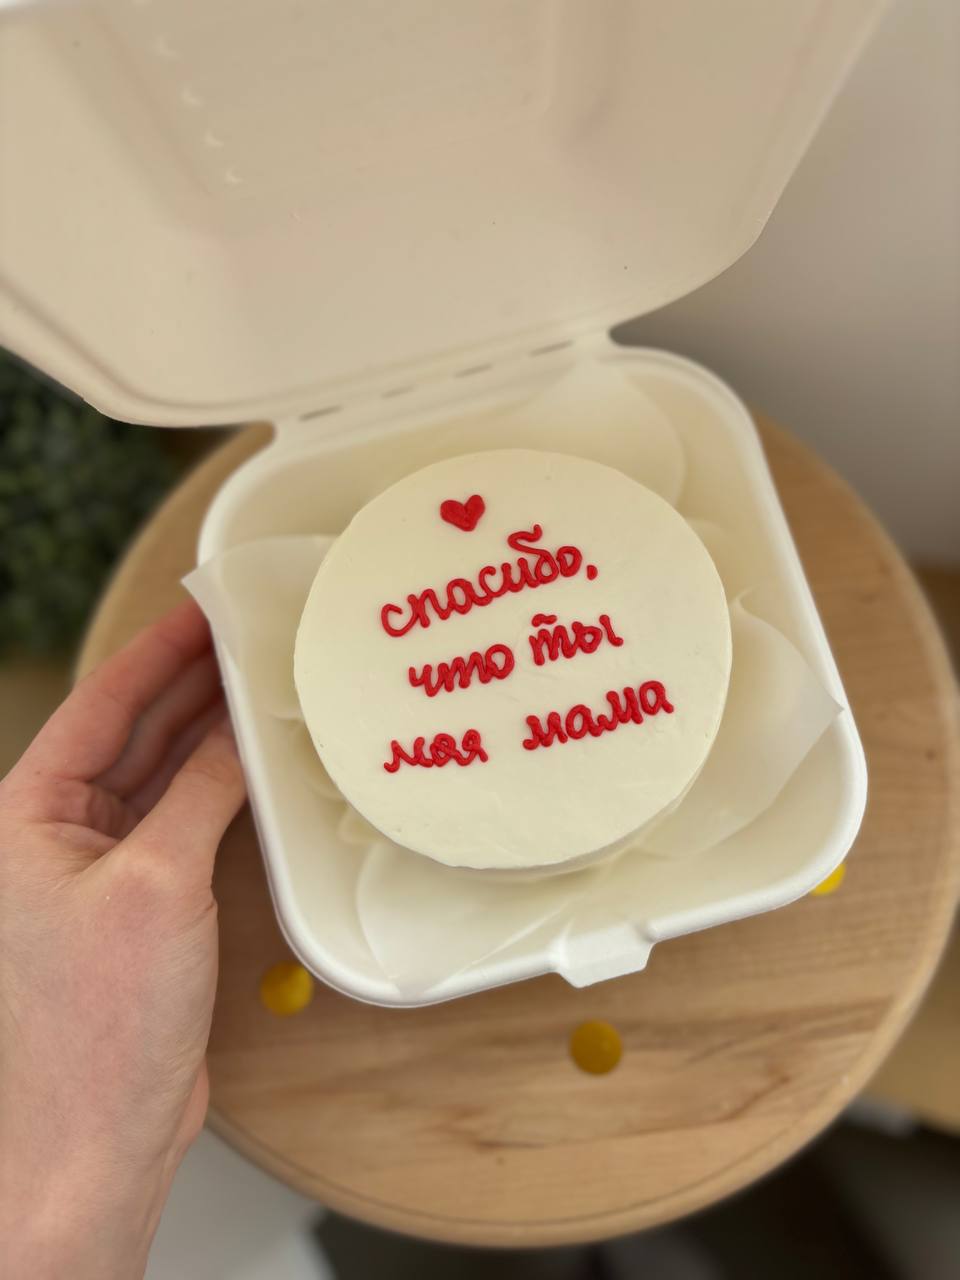 спасибо,
что ты
моя мама